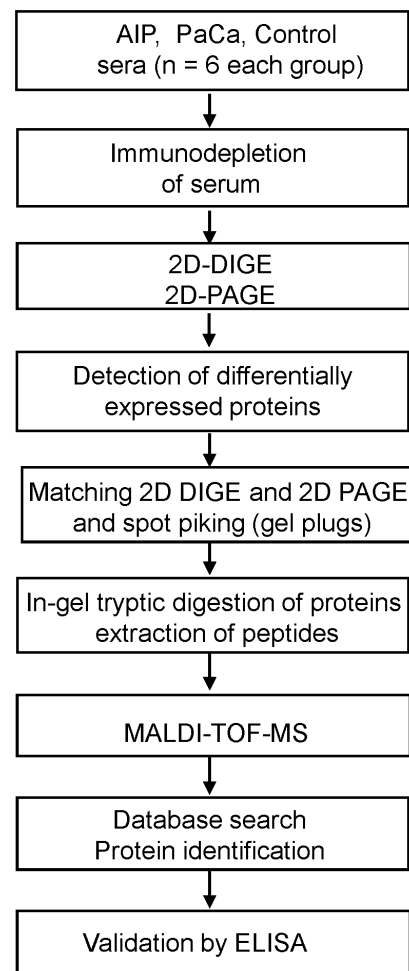 AIP, PaCa, Control
sera (n = 6 each group)
Immunodepletion
of serum
2D-DIGE
2D-PAGE
Detection of differentially
expressed proteins
Matching 2D DIGE and 2D PAGE
and spot piking (gel plugs)
In-gel tryptic digestion of proteins
extraction of peptides
MALDI-TOF-MS
Database search
Protein identification
Validation by ELISA